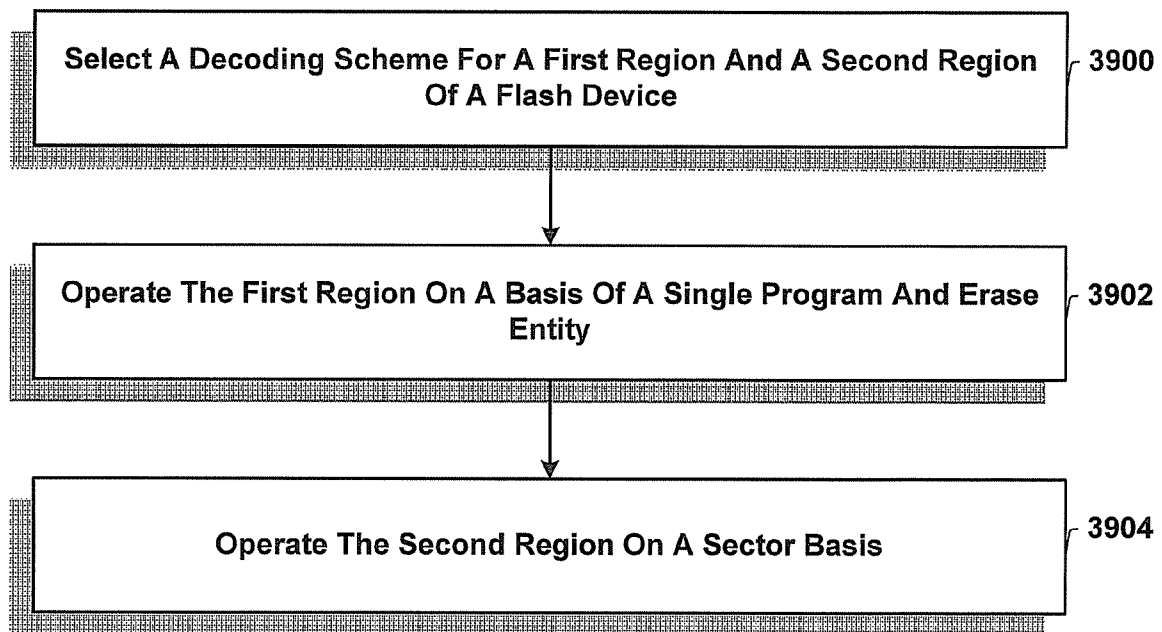 Select A Decoding Scheme For A First Region And A Second Region
Of A Flash Device
3900
Operate The First Region On A Basis Of A Single Program And Erase
Entity
3902
Operate The Second Region On A Sector Basis
3904